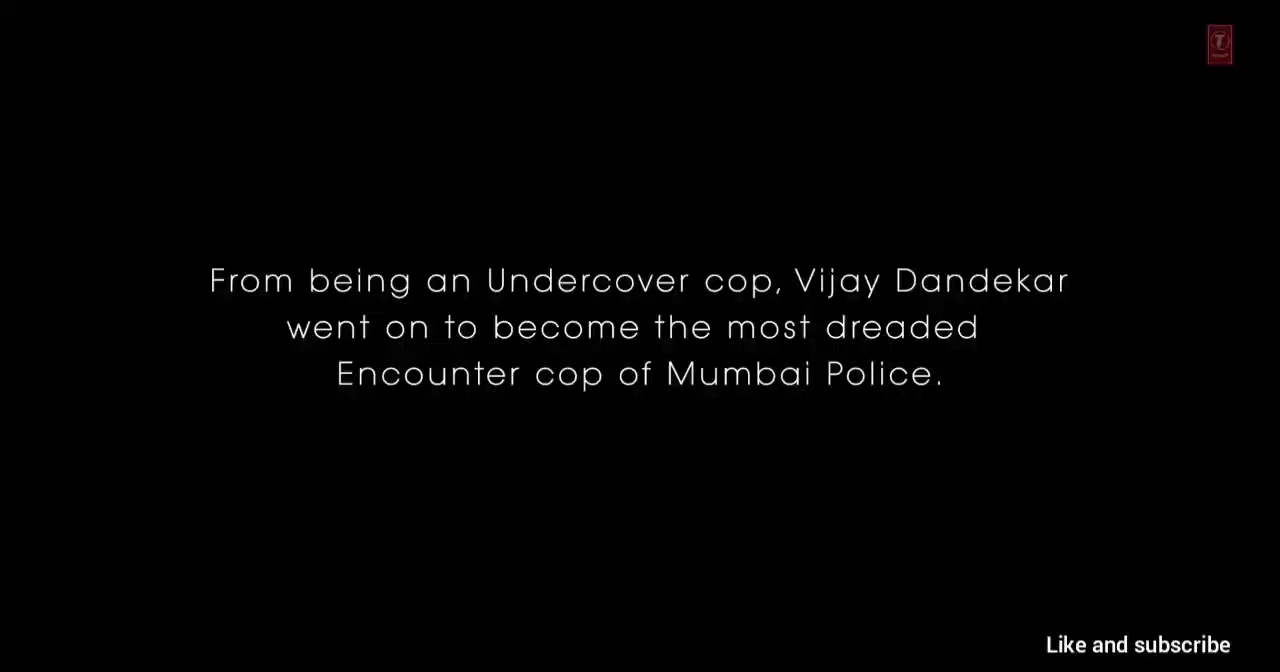 From being an Undercover cop, Vijay Dandekar
went on to become the most dreaded
Encounter cop of Mumbai Police.
Like and subscribe